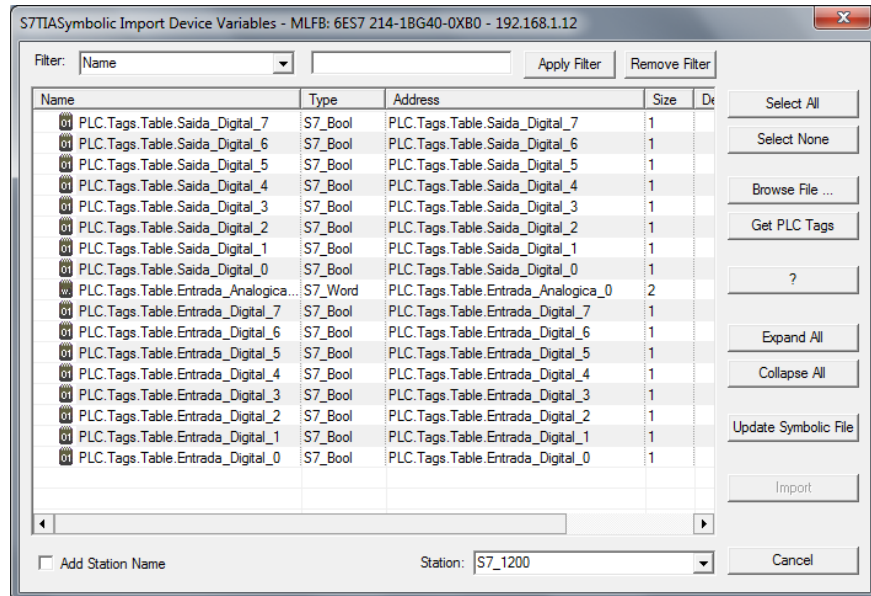 S7TIASymbolic Import Device Variables - MLFB: 6ES7 214-1BG40-0XB0 - 192.168.1.12
Filter: Name Apply Filter Remove Filter
Name Type Address Size De
PLC.Tags.Table.Saida_Digital_7 S7_Bool PLC.Tags.Table.Saida_Digital_7 1
PLC.Tags.Table.Saida_Digital_6 S7_Bool PLC.Tags.Table.Saida_Digital_6 1
PLC.Tags.Table.Saida_Digital_5 S7_Bool PLC.Tags.Table.Saida_Digital_5 1
PLC.Tags.Table.Saida_Digital_4 S7_Bool PLC.Tags.Table.Saida_Digital_4 1
PLC.Tags.Table.Saida_Digital_3 S7_Bool PLC.Tags.Table.Saida_Digital_3 1
PLC.Tags.Table.Saida_Digital_2 S7_Bool PLC.Tags.Table.Saida_Digital_2 1
PLC.Tags.Table.Saida_Digital_1 S7_Bool PLC.Tags.Table.Saida_Digital_1 1
PLC.Tags.Table.Saida_Digital_0 S7_Bool PLC.Tags.Table.Saida_Digital_0 1
PLC.Tags.Table.Entrada_Analogica... S7_Word PLC.Tags.Table.Entrada_Analogica_0 2
PLC.Tags.Table.Entrada_Digital_7 S7_Bool PLC.Tags.Table.Entrada_Digital_7 1
PLC.Tags.Table.Entrada_Digital_6 S7_Bool PLC.Tags.Table.Entrada_Digital_6 1
PLC.Tags.Table.Entrada_Digital_5 S7_Bool PLC.Tags.Table.Entrada_Digital_5 1
PLC.Tags.Table.Entrada_Digital_4 S7_Bool PLC.Tags.Table.Entrada_Digital_4 1
PLC.Tags.Table.Entrada_Digital_3 S7_Bool PLC.Tags.Table.Entrada_Digital_3 1
PLC.Tags.Table.Entrada_Digital_2 S7_Bool PLC.Tags.Table.Entrada_Digital_2 1
PLC.Tags.Table.Entrada_Digital_1 S7_Bool PLC.Tags.Table.Entrada_Digital_1 1
PLC.Tags.Table.Entrada_Digital_0 S7_Bool PLC.Tags.Table.Entrada_Digital_0 1
Select All
Select None
Browse File ...
Get PLC Tags
?
Expand All
Collapse All
Update Symbolic File
Import
Add Station Name Station: S7_1200 Cancel